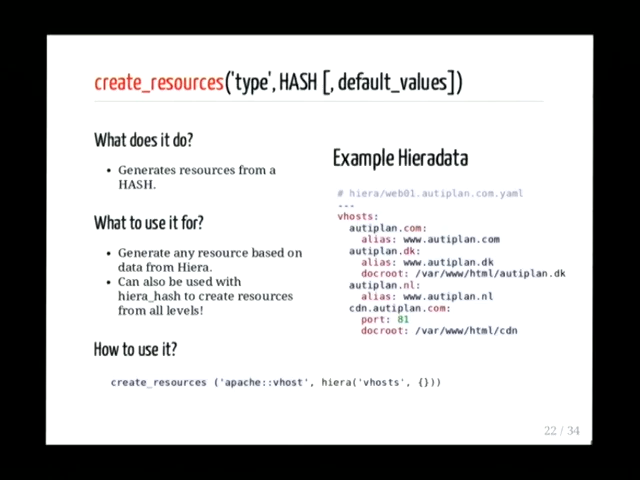 create_resources('type', HASH [, default_values])
What does it do?
• Generates resources from a
HASH.
What to use it for?
• Generate any resource based on
data from Hiera.
• Can also be used with
hiera_hash to create resources
from all levels!
How to use it?
create_resources ('apache::vhost', hiera('vhosts', {}))
Example Hieradata
# hiera/web01.autiplan.com.yaml
---
vhosts:
autiplan.com:
alias: www.autiplan.com
autiplan.dk:
alias: www.autiplan.dk
docroot: /var/www/html/autiplan.dk
autiplan.nl:
alias: www.autiplan.nl
cdn.autiplan.com:
port: 81
docroot: /var/www/html/cdn
22 / 34